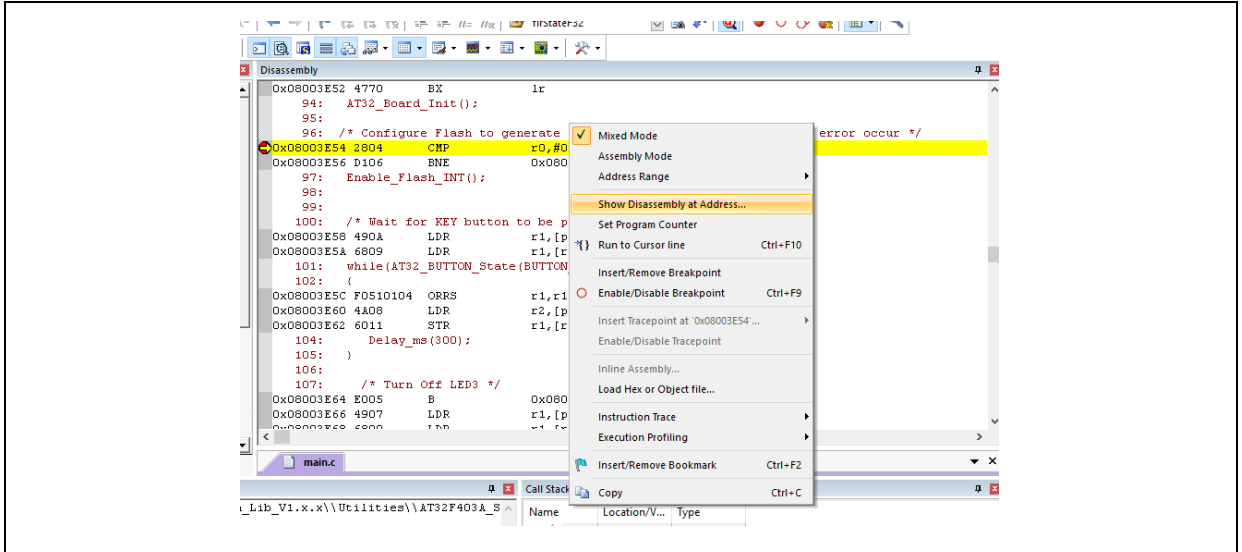 firStateF32
Disassembly
0x08003E52 4770 BX lr
94: AT32_Board_Init();
95:
96: /* Configure Flash to generate error occur */
0x08003E54 2804 CMP r0,#0
0x08003E56 D106 BNE 0x080
97: Enable_Flash_INT();
98:
99:
100: /* Wait for KEY button to be p
0x08003E58 490A LDR r1,[p
0x08003E5A 6809 LDR r1,[r
101: while(AT32_BUTTON_State(BUTTON
102: {
0x08003E5C F0510104 ORRS r1,r1
0x08003E60 4A08 LDR r2,[p
0x08003E62 6011 STR r1,[r
104: Delay_ms(300);
105: }
106:
107: /* Turn Off LED3 */
0x08003E64 E005 B 0x080
0x08003E66 4907 LDR r1,[p
0x08003E68 6800 LDR r1,[r
Mixed Mode
Assembly Mode
Address Range
Show Disassembly at Address...
Set Program Counter
Run to Cursor line Ctrl+F10
Insert/Remove Breakpoint
Enable/Disable Breakpoint Ctrl+F9
Insert Tracepoint at '0x08003E54'...
Enable/Disable Tracepoint
Inline Assembly...
Load Hex or Object file...
Instruction Trace
Execution Profiling
Insert/Remove Bookmark Ctrl+F2
Copy Ctrl+C
main.c
Call Stack
_Lib_V1.x.x\\Utilities\\AT32F403A_S
Name Location/V... Type